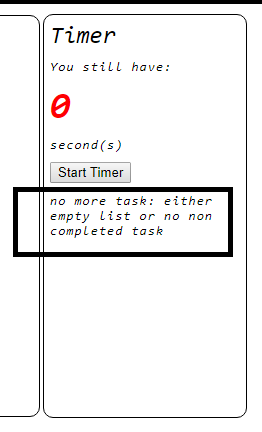 Timer
You still have:
0
second(s)
Start Timer
no more task: either
empty list or no non
completed task